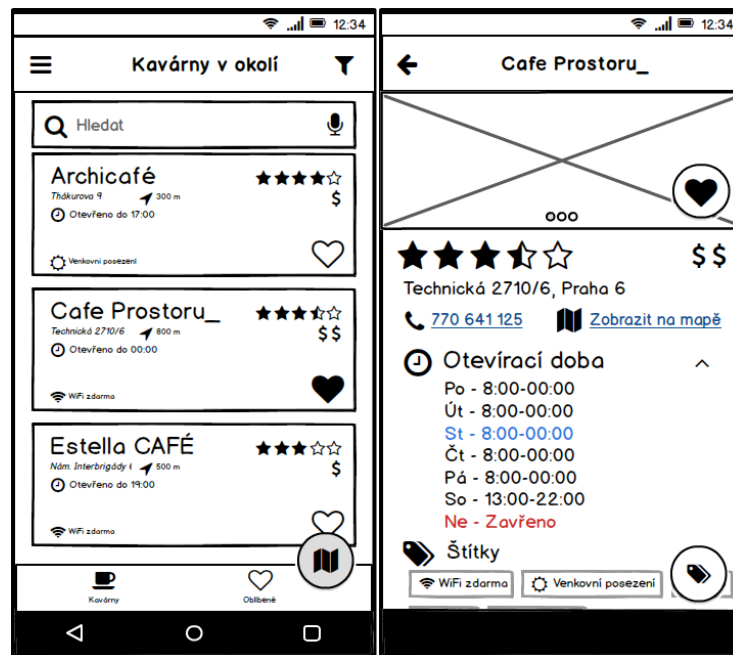 12:34
Kavárny v okolí
Hledat
Archicafé
Thákurova 9 300 m
$
Otevřeno do 17:00
Venkovní posezení
Cafe Prostoru_
Technická 2710/6 800 m
$$
Otevřeno do 00:00
WiFi zdarma
Estella CAFÉ
Nám. Interbrigády 500 m
$
Otevřeno do 19:00
WiFi zdarma
Kavárny
Oblíbené
12:34
Cafe Prostoru_
$$
Technická 2710/6, Praha 6
770 641 125 Zobrazit na mapě
Otevírací doba
Po - 8:00-00:00
Út - 8:00-00:00
St - 8:00-00:00
Čt - 8:00-00:00
Pá - 8:00-00:00
So - 13:00-22:00
Ne - Zavřeno
Štítky
WiFi zdarma Venkovní posezení